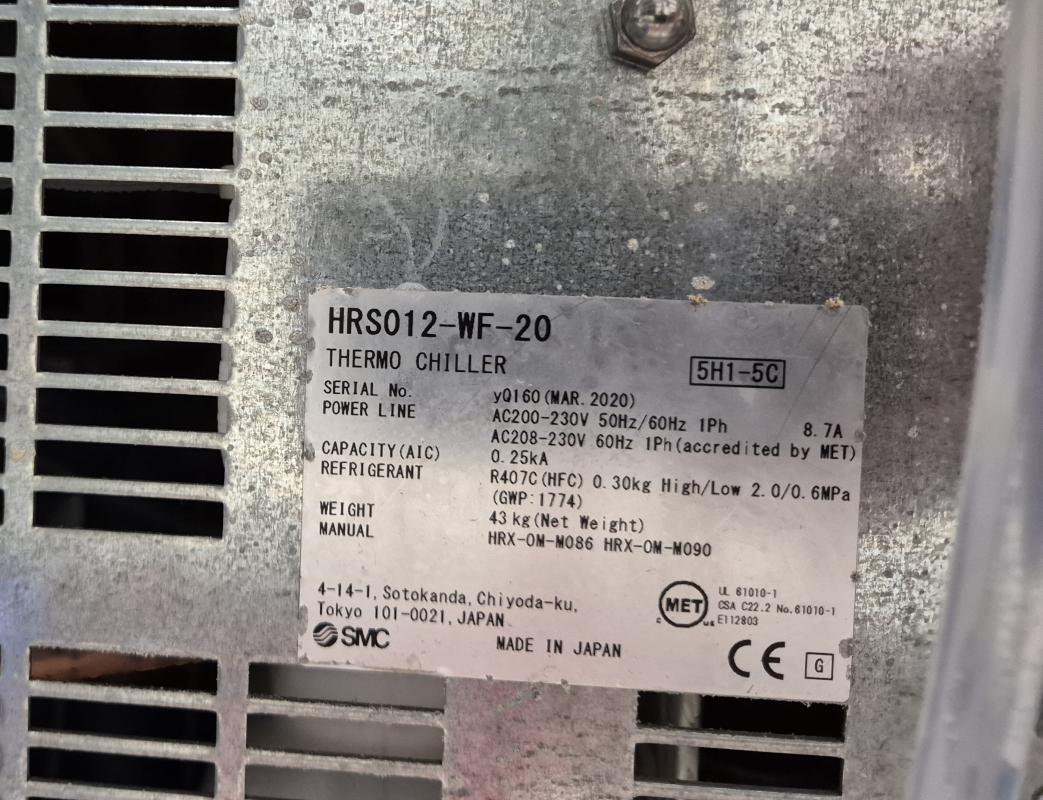 HRS012-WF-20
THERMO CHILLER
5H1-5C
SERIAL No. yQ160(MAR. 2020)
POWER LINE AC200-230V 50Hz/60Hz 1Ph 8.7A
AC208-230V 60Hz 1Ph(accredited by MET)
CAPACITY(AIC) 0.25kA
REFRIGERANT R407C(HFC) 0.30kg High/Low 2.0/0.6MPa
(GWP:1774)
WEIGHT 43kg(Net Weight)
MANUAL HRX-OM-M086 HRX-OM-M090
4-14-1, Sotokanda, Chiyoda-ku,
Tokyo 101-0021, JAPAN
SMC
MADE IN JAPAN
c MET us
UL 61010-1
CSA C22.2 No.61010-1
E112803
CE G